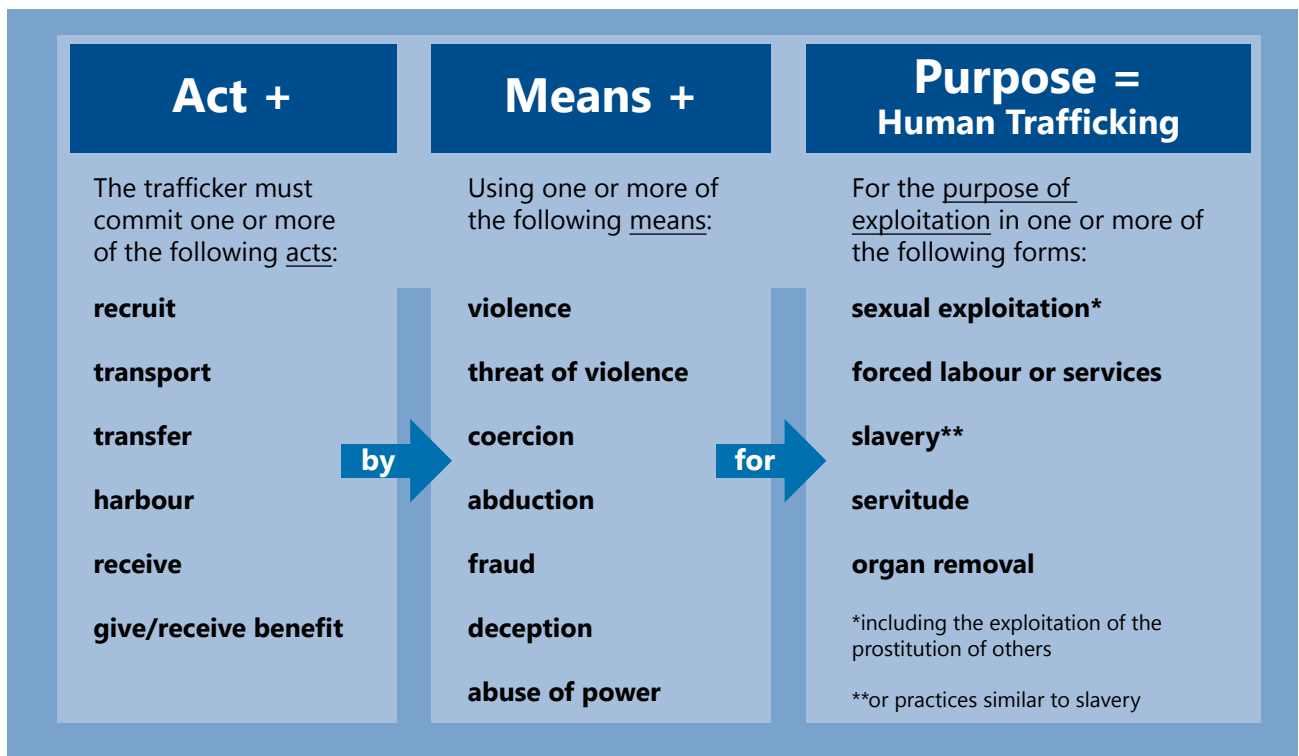 Act +
The trafficker must
commit one or more
of the following acts:
recruit
transport
transfer
harbour
receive
give/receive benefit
by
Means +
Using one or more of
the following means:
violence
threat of violence
coercion
abduction
fraud
deception
abuse of power
for
Purpose =
Human Trafficking
For the purpose of
exploitation in one or more of
the following forms:
sexual exploitation*
forced labour or services
slavery**
servitude
organ removal
*including the exploitation of the
prostitution of others
**or practices similar to slavery